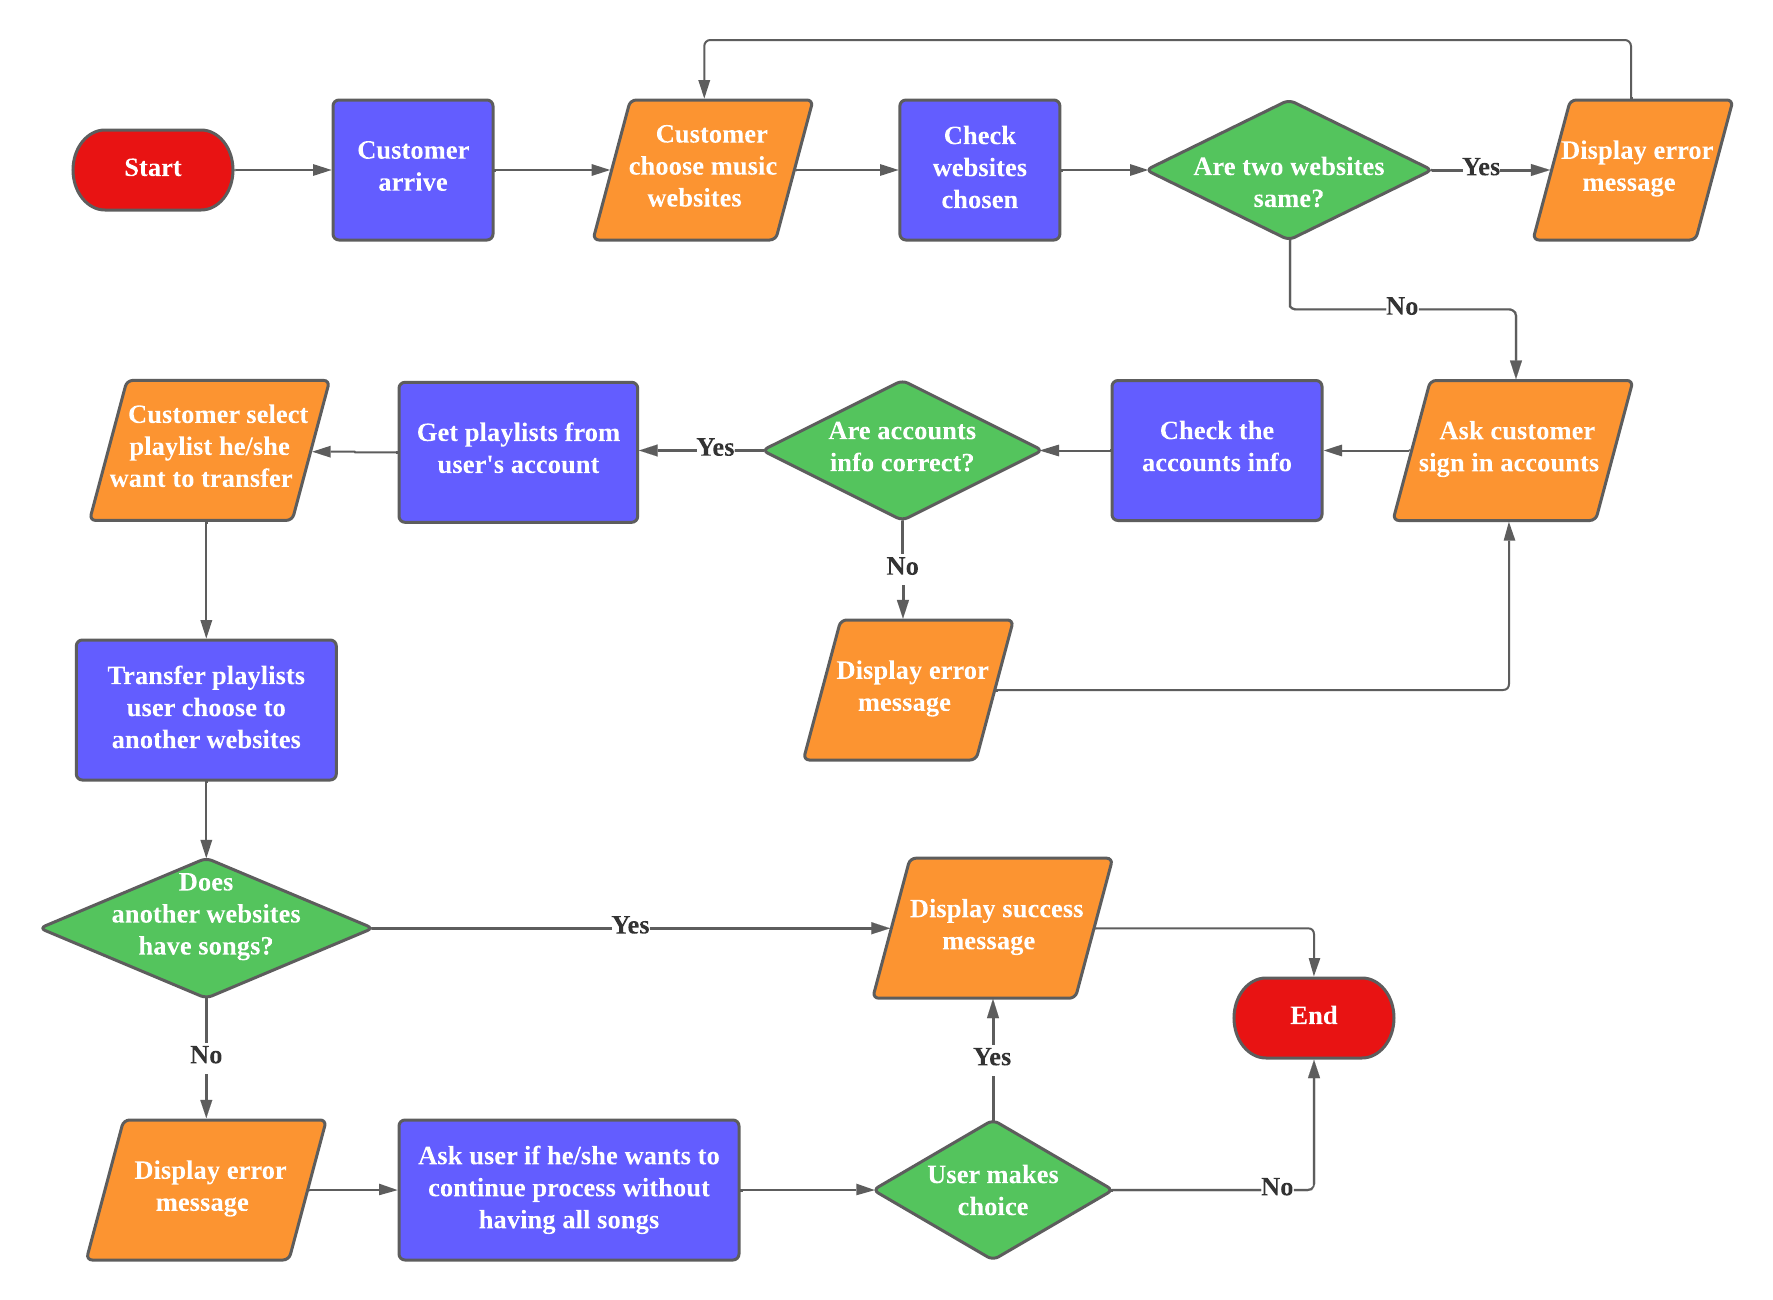 Start
Customer
arrive
Customer
choose music
websites
Check
websites
chosen
Are two websites
same?
Yes
Display error
message
No
Ask customer
sign in accounts
Check the
accounts info
Are accounts
info correct?
Yes
Get playlists from
user's account
Customer select
playlist he/she
want to transfer
No
Display error
message
Transfer playlists
user choose to
another websites
Does
another websites
have songs?
Yes
Display success
message
End
No
Display error
message
Ask user if he/she wants to
continue process without
having all songs
User makes
choice
Yes
No